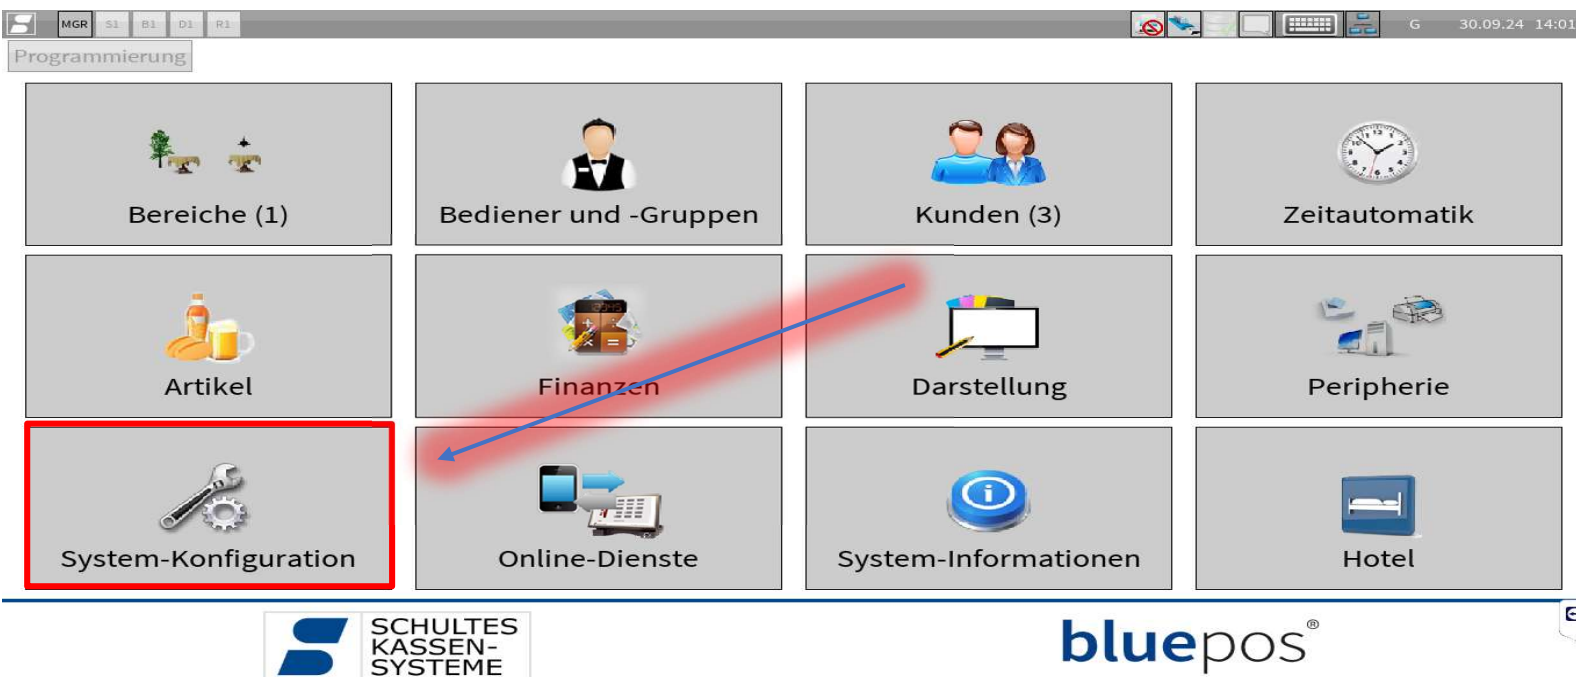 MGR S1 B1 D1 R1 G 30.09.24 14:01
Programmierung
Bereiche (1) Bediener und -Gruppen Kunden (3) Zeitautomatik
Artikel Finanzen Darstellung Peripherie
System-Konfiguration Online-Dienste System-Informationen Hotel
SCHULTES
KASSEN-
SYSTEME
bluepos®